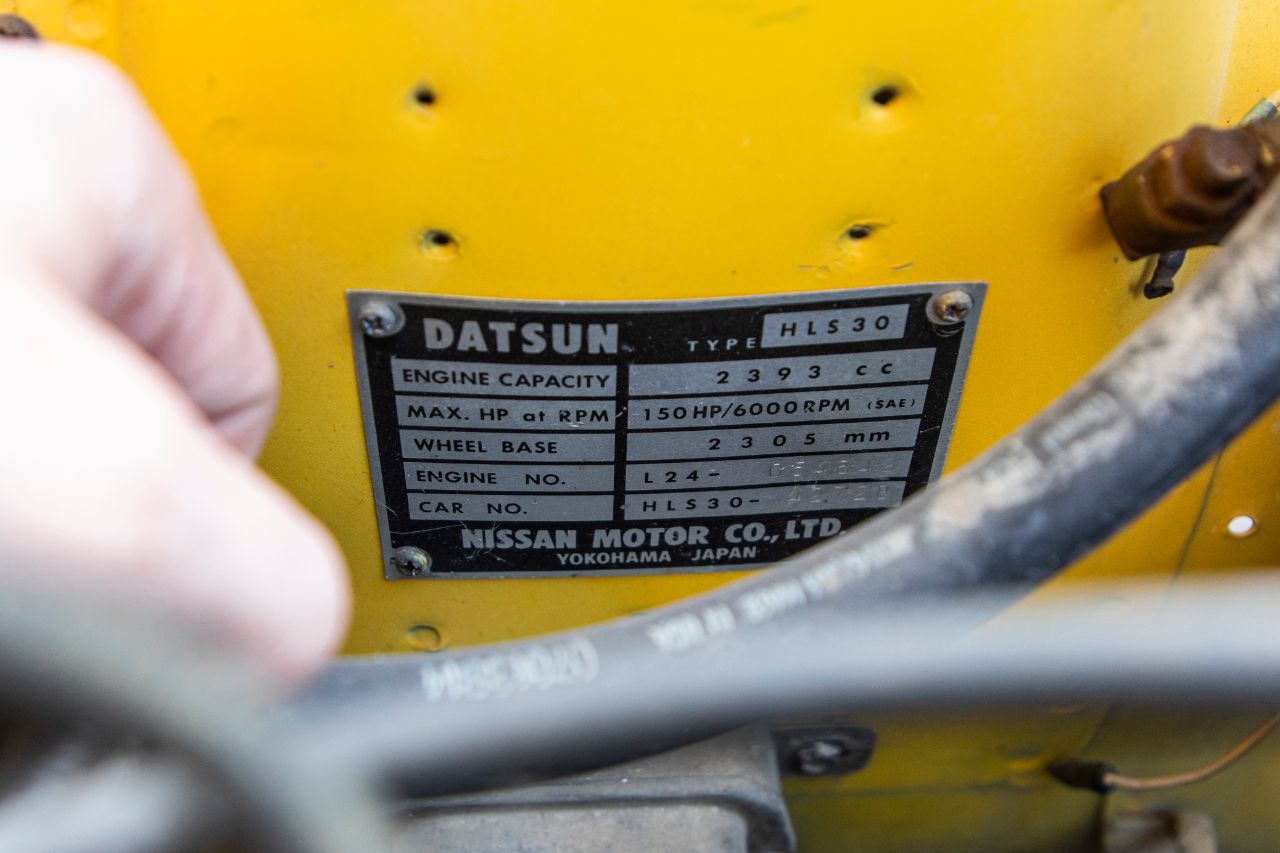 DATSUN TYPE HLS30
ENGINE CAPACITY 2393 cc
MAX. HP at RPM 150HP/6000RPM (SAE)
WHEEL BASE 2305 mm
ENGINE NO. L24-
CAR NO. HLS30-
NISSAN MOTOR CO., LTD.
YOKOHAMA JAPAN